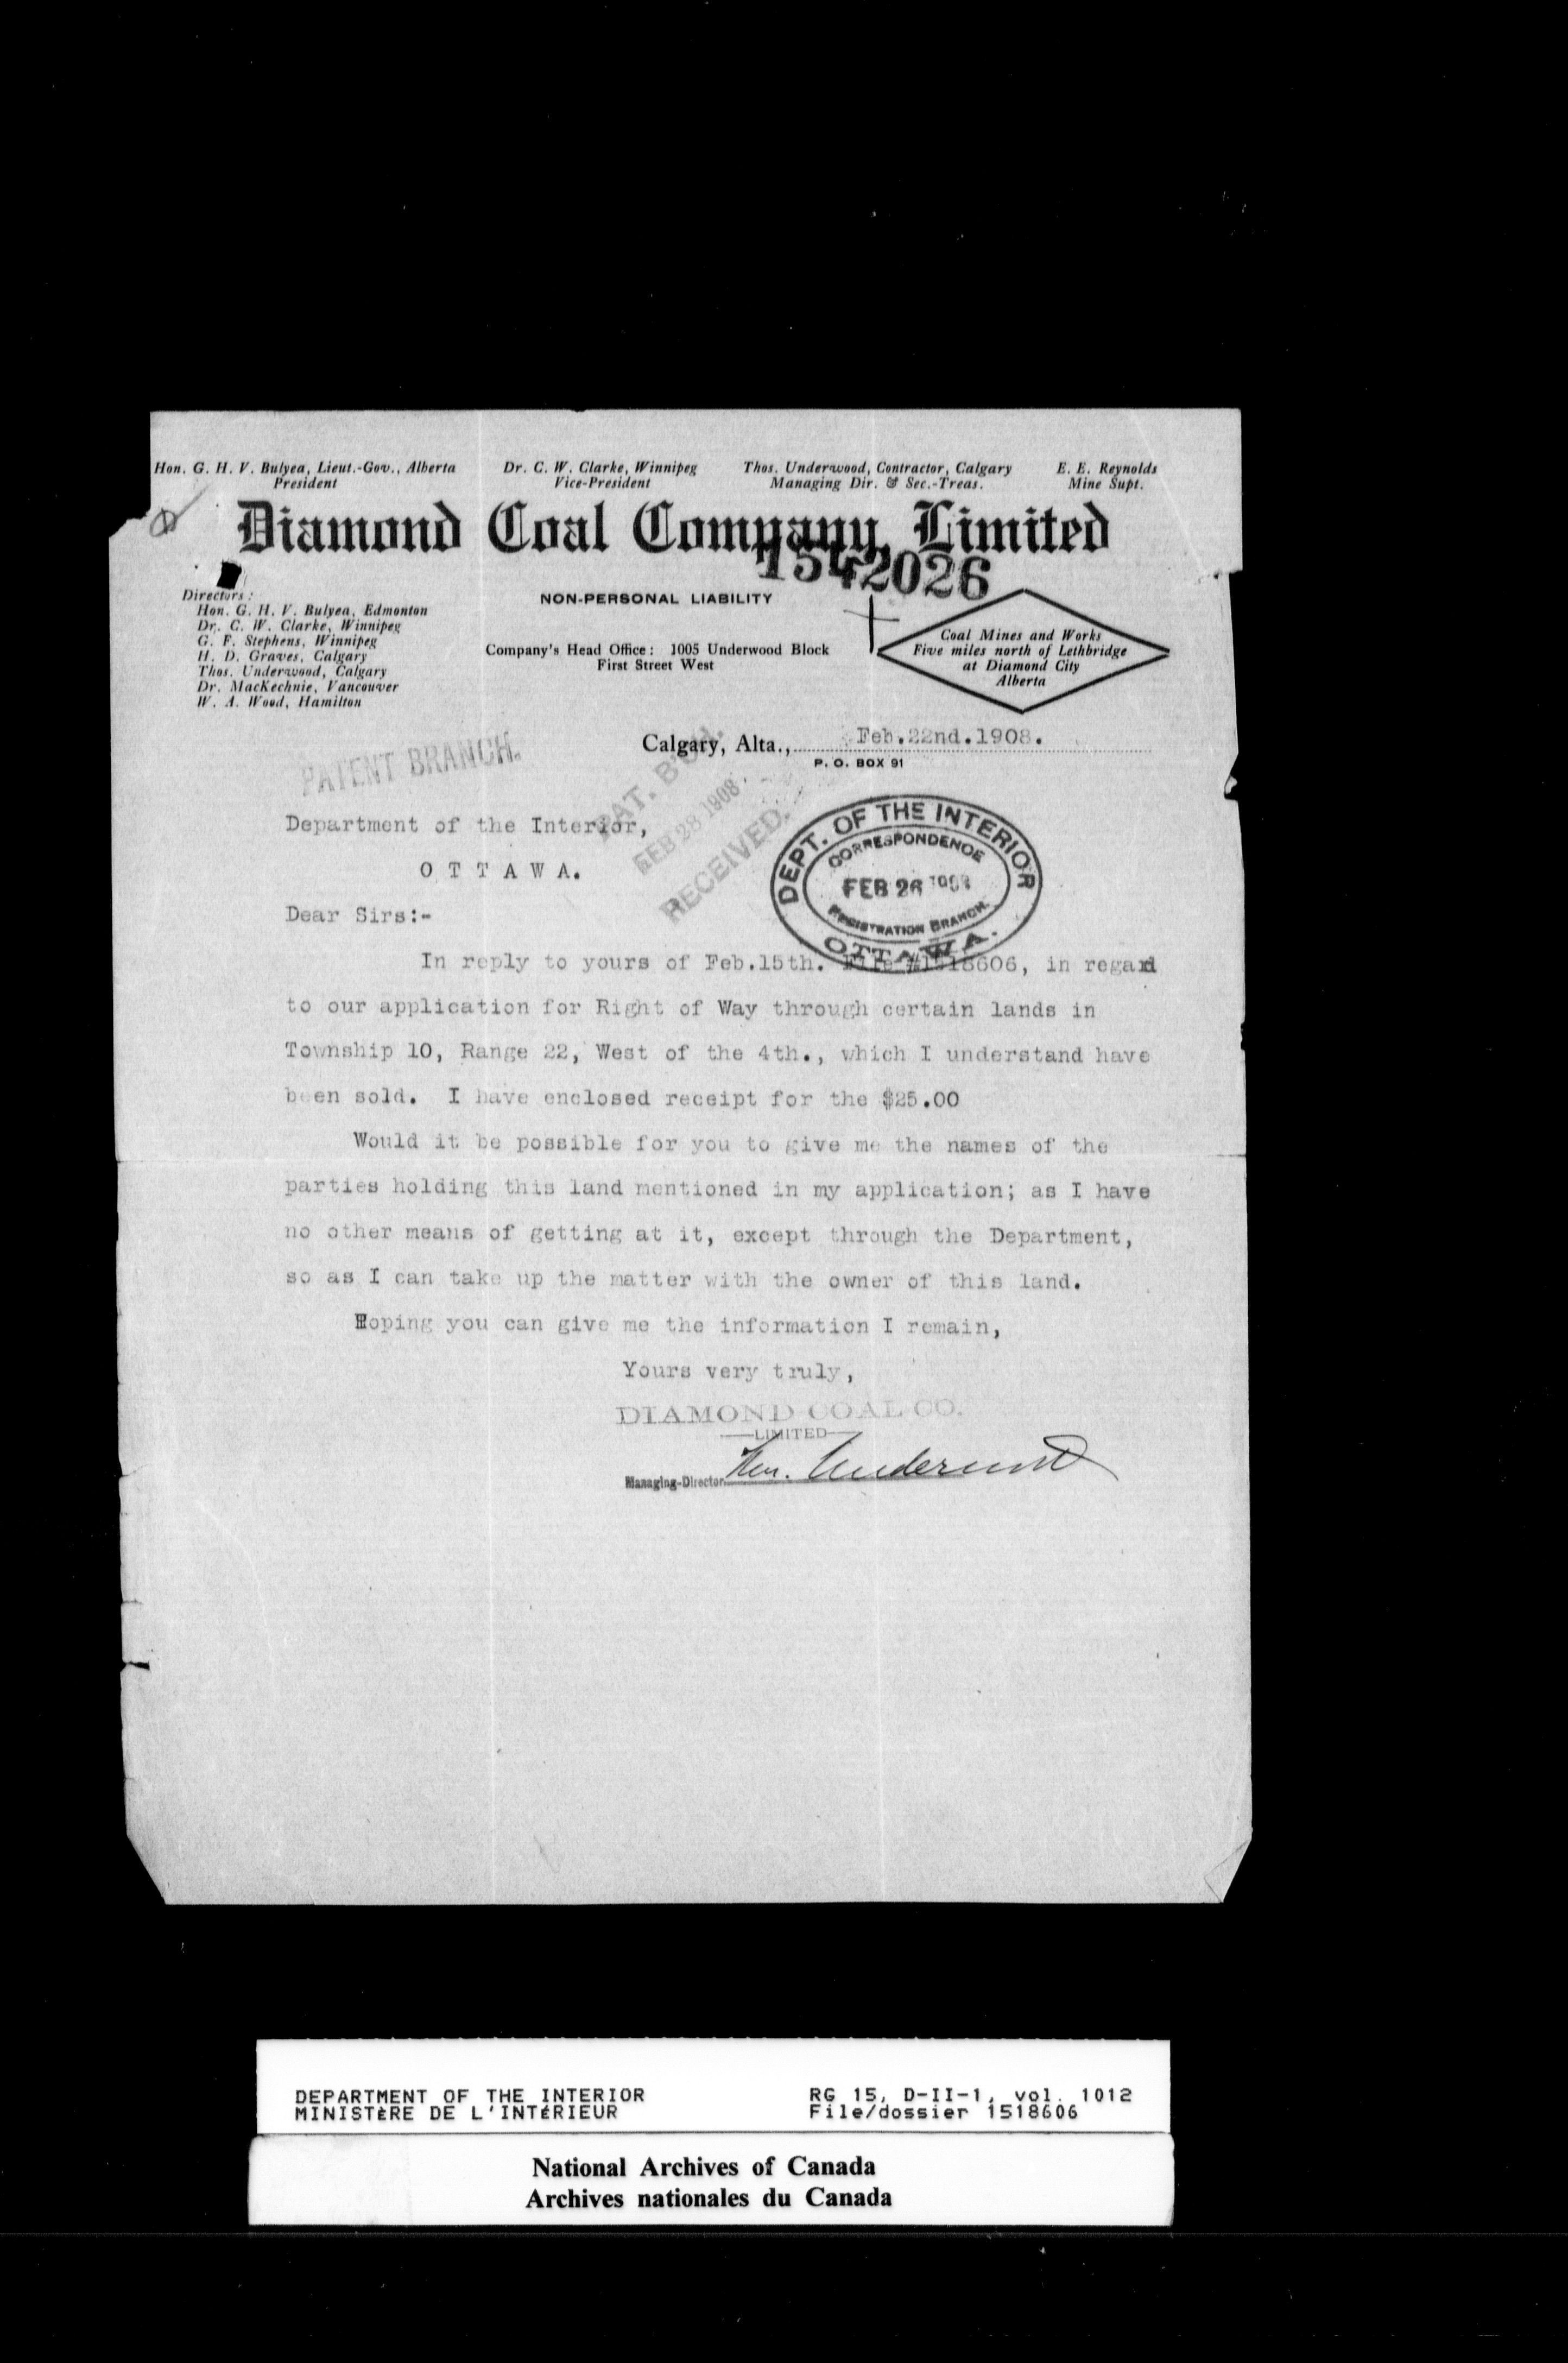 Hon. G. H. V. Bulyea, Lieut.-Gov., Alberta
President
Dr. C. W. Clarke, Winnipeg
Vice-President
Thos. Underwood, Contractor, Calgary
Managing Dir. & Sec.-Treas.
E. E. Reynolds
Mine Supt.
Diamond Coal Company, Limited
1542026
Directors:
Hon. G. H. V. Bulyea, Edmonton
Dr. C. W. Clarke, Winnipeg
G. F. Stephens, Winnipeg
H. D. Graves, Calgary
Thos. Underwood, Calgary
Dr. MacKechnie, Vancouver
W. A. Wood, Hamilton
NON-PERSONAL LIABILITY
Company's Head Office: 1005 Underwood Block
First Street West
Coal Mines and Works
Five miles north of Lethbridge
at Diamond City
Alberta
Calgary, Alta., Feb.22nd.1908.
P. O. BOX 91
PATENT BRANCH.
PAT. B'CH.
FEB 28 1908
RECEIVED.
DEPT. OF THE INTERIOR
CORRESPONDENCE
FEB 26 1908
REGISTRATION BRANCH.
OTTAWA.
Department of the Interior,
O T T A W A.
Dear Sirs:-
In reply to yours of Feb.15th. File #1518606, in regard
to our application for Right of Way through certain lands in
Township 10, Range 22, West of the 4th., which I understand have
been sold. I have enclosed receipt for the $25.00
Would it be possible for you to give me the names of the
parties holding this land mentioned in my application; as I have
no other means of getting at it, except through the Department,
so as I can take up the matter with the owner of this land.
Hoping you can give me the information I remain,
Yours very truly,
DIAMOND COAL CO.
LIMITED
Managing-Director Thos. Underwood
DEPARTMENT OF THE INTERIOR
MINISTÈRE DE L'INTÉRIEUR
RG 15, D-II-1, vol. 1012
File/dossier 1518606
National Archives of Canada
Archives nationales du Canada